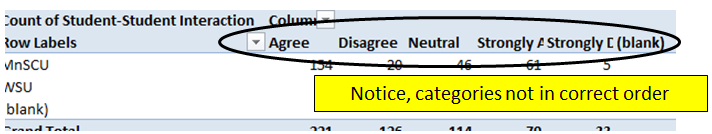 Count of Student-Student Interaction Colum
Row Labels Agree Disagree Neutral Strongly A Strongly D (blank)
MnSCU 134 20 46 61 5
WSU
(blank)
Notice, categories not in correct order
Grand Total 221 126 114 70 33